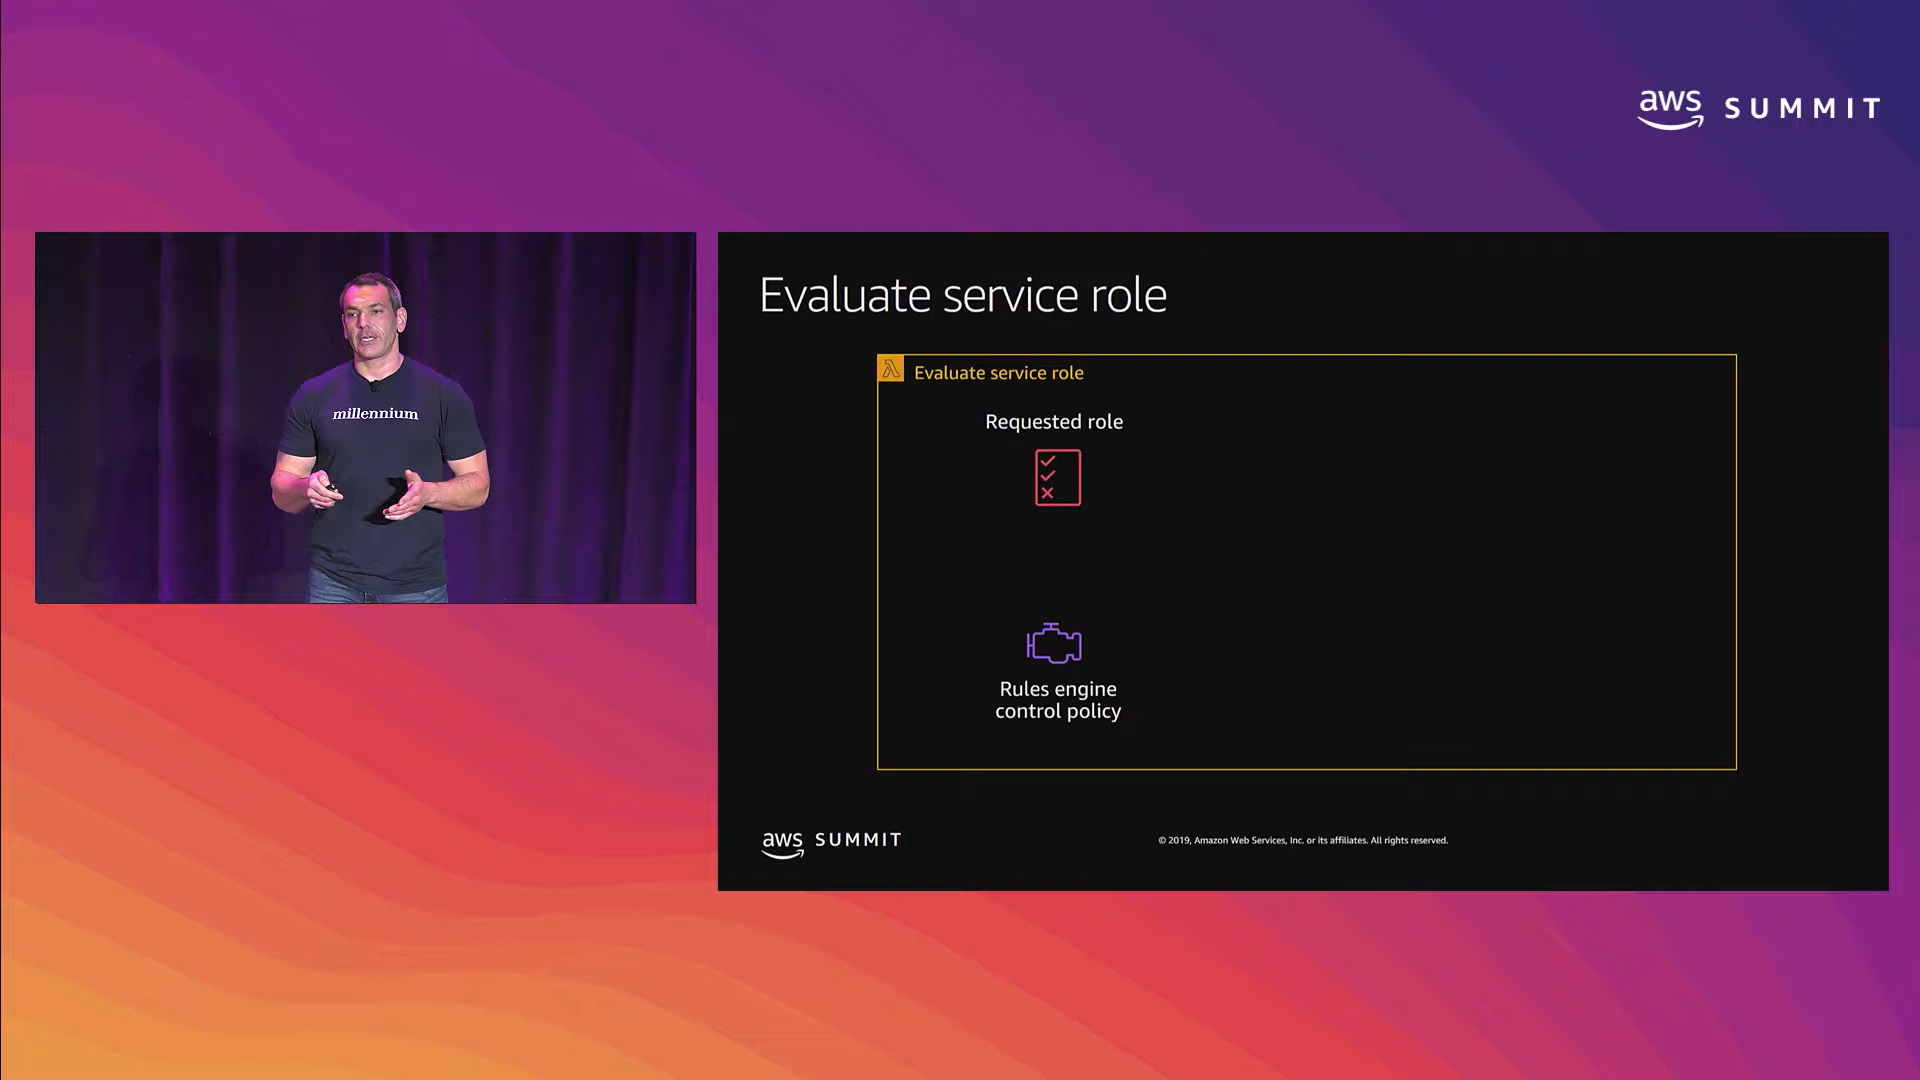 aws SUMMIT
millennium
Evaluate service role
Evaluate service role
Requested role
Rules engine
control policy
aws SUMMIT
© 2019, Amazon Web Services, Inc. or its affiliates. All rights reserved.